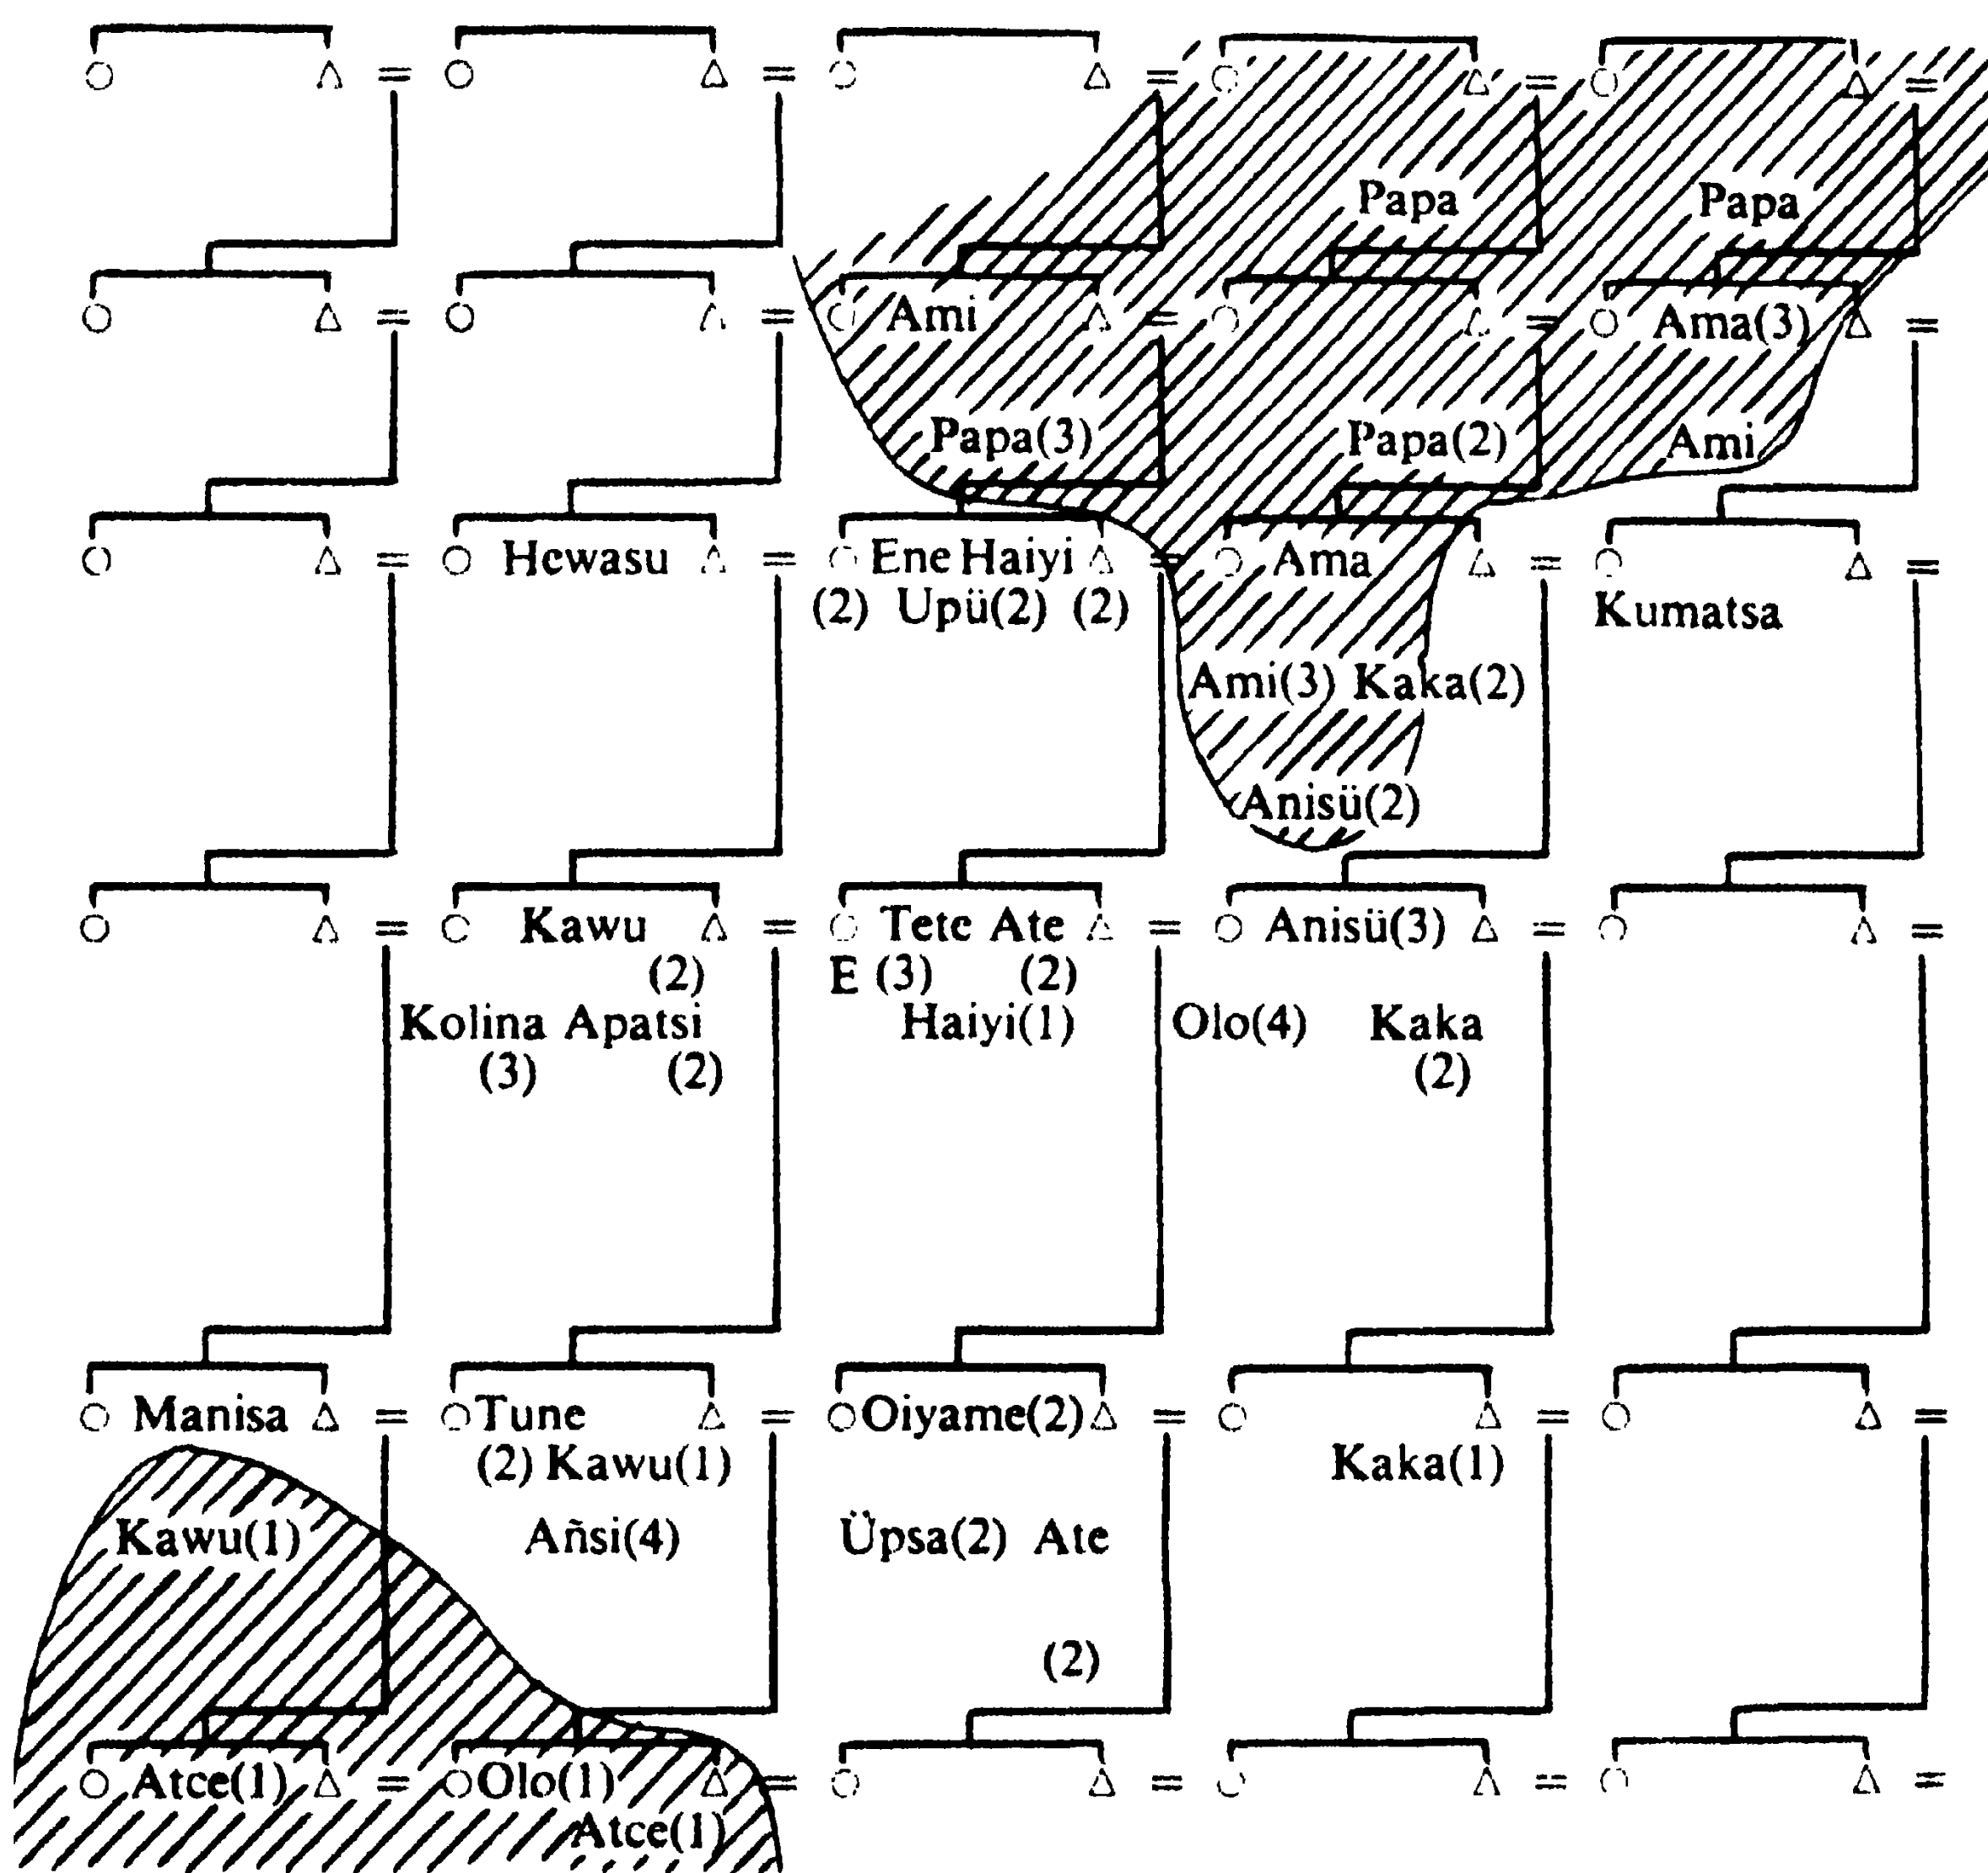 Papa Papa
Ami Ama(3)
Papa(3) Papa(2) Ami
Hewasu Ene Haiyi Ama
(2) Upü(2) (2) Kumatsa
Ami(3) Kaka(2)
Anisü(2)
Kawu Tete Ate Anisü(3)
(2) E (3) (2)
Kolina Apatsi Haiyi(1) Olo(4) Kaka
(3) (2) (2)
Manisa Tune Oiyame(2)
(2) Kawu(1) Kaka(1)
Kawu(1) Añsi(4) Üpsa(2) Ate
(2)
Atce(1) Olo(1)
Atce(1)